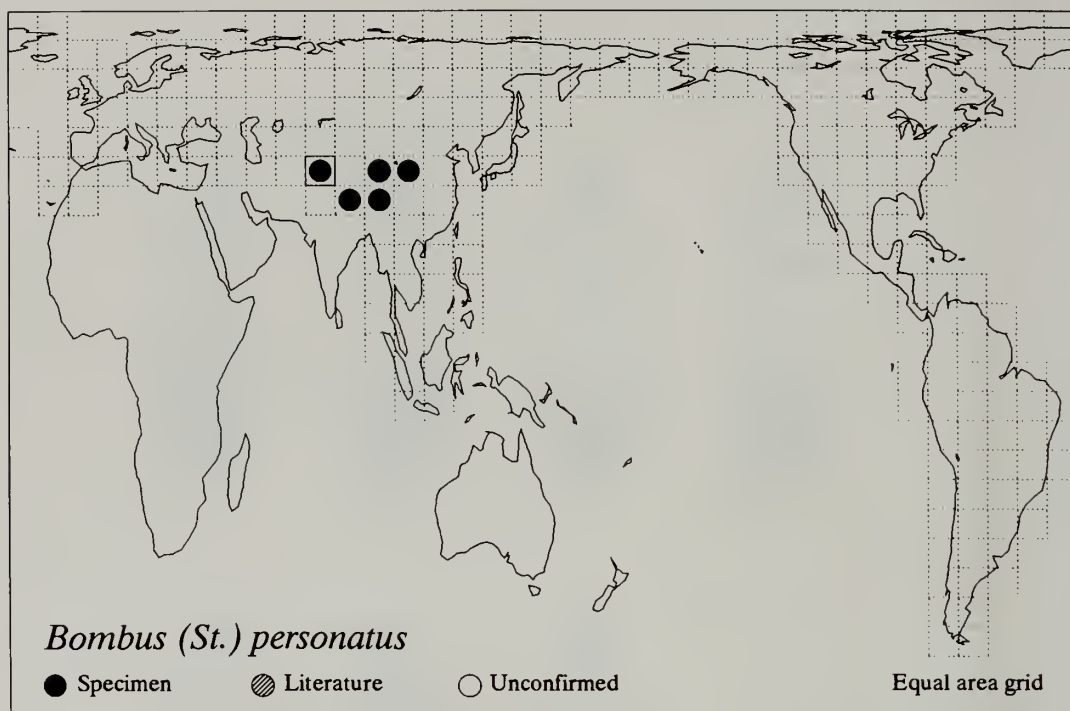 Bombus (St.) personatus
Specimen Literature Unconfirmed Equal area grid